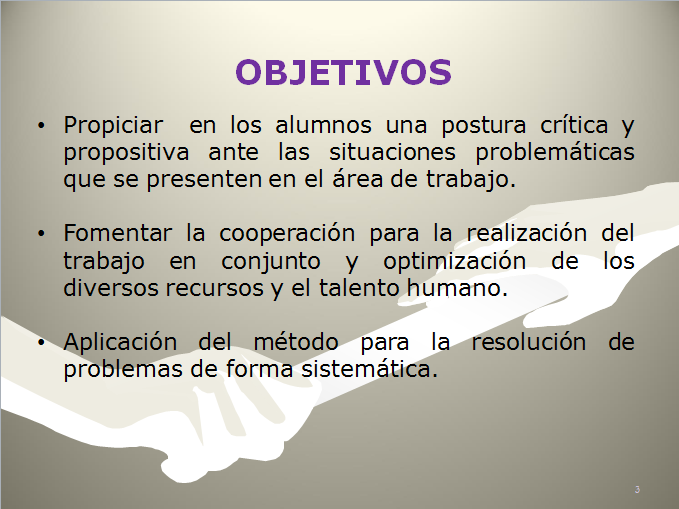 OBJETIVOS
• Propiciar en los alumnos una postura crítica y
propositiva ante las situaciones problemáticas
que se presenten en el área de trabajo.
• Fomentar la cooperación para la realización del
trabajo en conjunto y optimización de los
diversos recursos y el talento humano.
• Aplicación del método para la resolución de
problemas de forma sistemática.
3